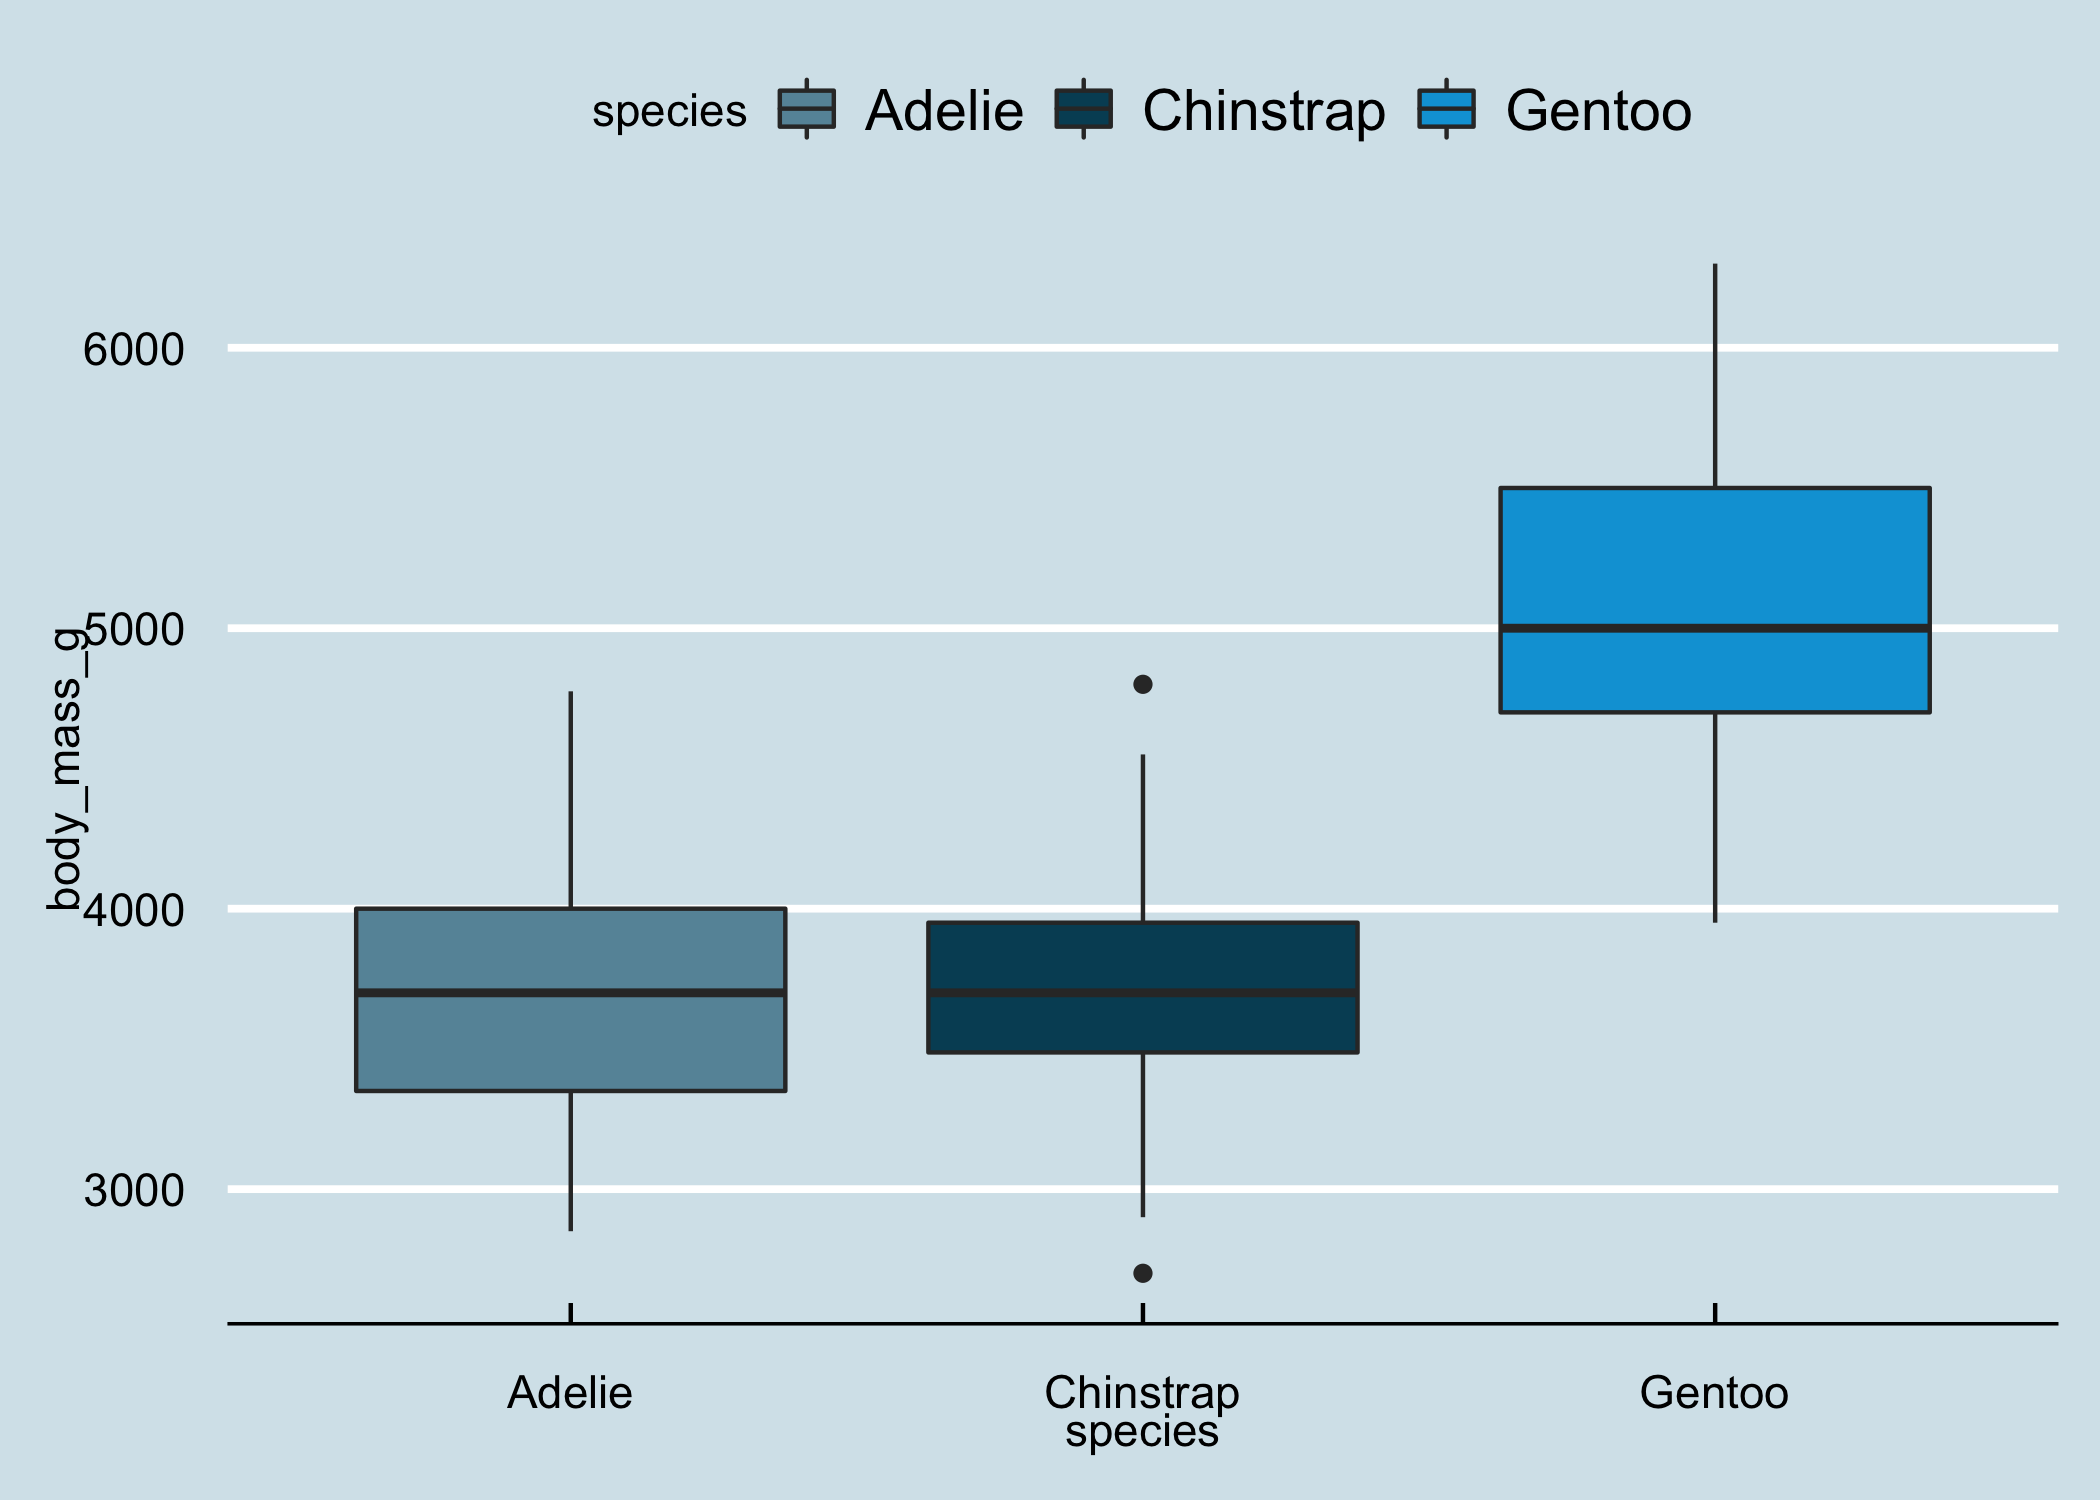 species Adelie Chinstrap Gentoo
6000
5000
4000
3000
body_mass_g
Adelie Chinstrap Gentoo
species